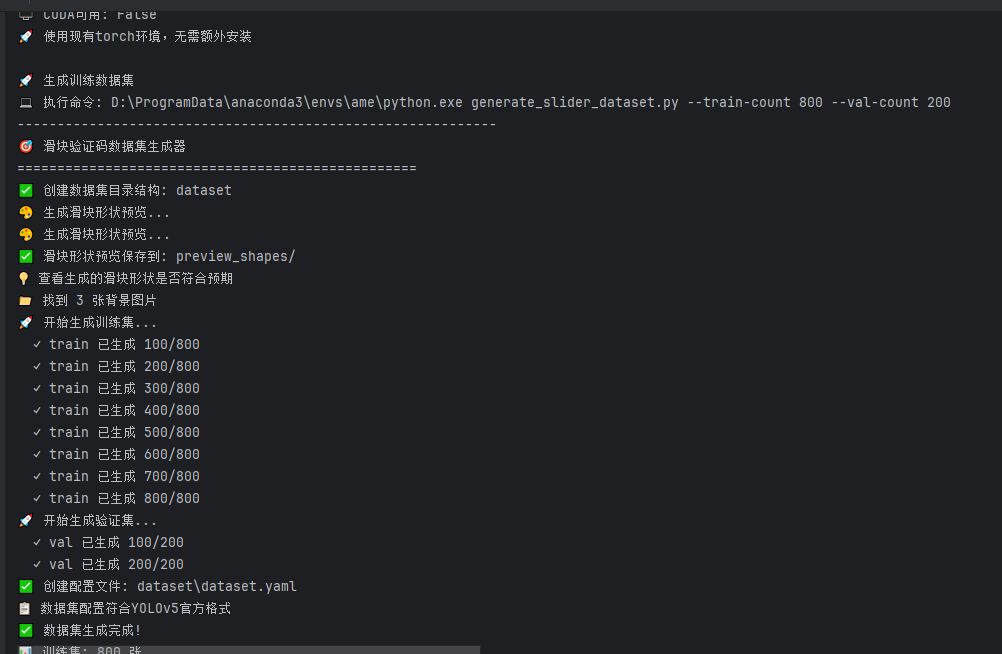 CUDA可用: False
使用现有torch环境，无需额外安装
生成训练数据集
执行命令: D:\ProgramData\anaconda3\envs\ame\python.exe generate_slider_dataset.py --train-count 800 --val-count 200
------------------------------------------------------------
滑块验证码数据集生成器
==================================================
创建数据集目录结构: dataset
生成滑块形状预览...
生成滑块形状预览...
滑块形状预览保存到: preview_shapes/
查看生成的滑块形状是否符合预期
找到 3 张背景图片
开始生成训练集...
✓ train 已生成 100/800
✓ train 已生成 200/800
✓ train 已生成 300/800
✓ train 已生成 400/800
✓ train 已生成 500/800
✓ train 已生成 600/800
✓ train 已生成 700/800
✓ train 已生成 800/800
开始生成验证集...
✓ val 已生成 100/200
✓ val 已生成 200/200
创建配置文件: dataset\dataset.yaml
数据集配置符合YOLOv5官方格式
数据集生成完成!
训练集: 800 张